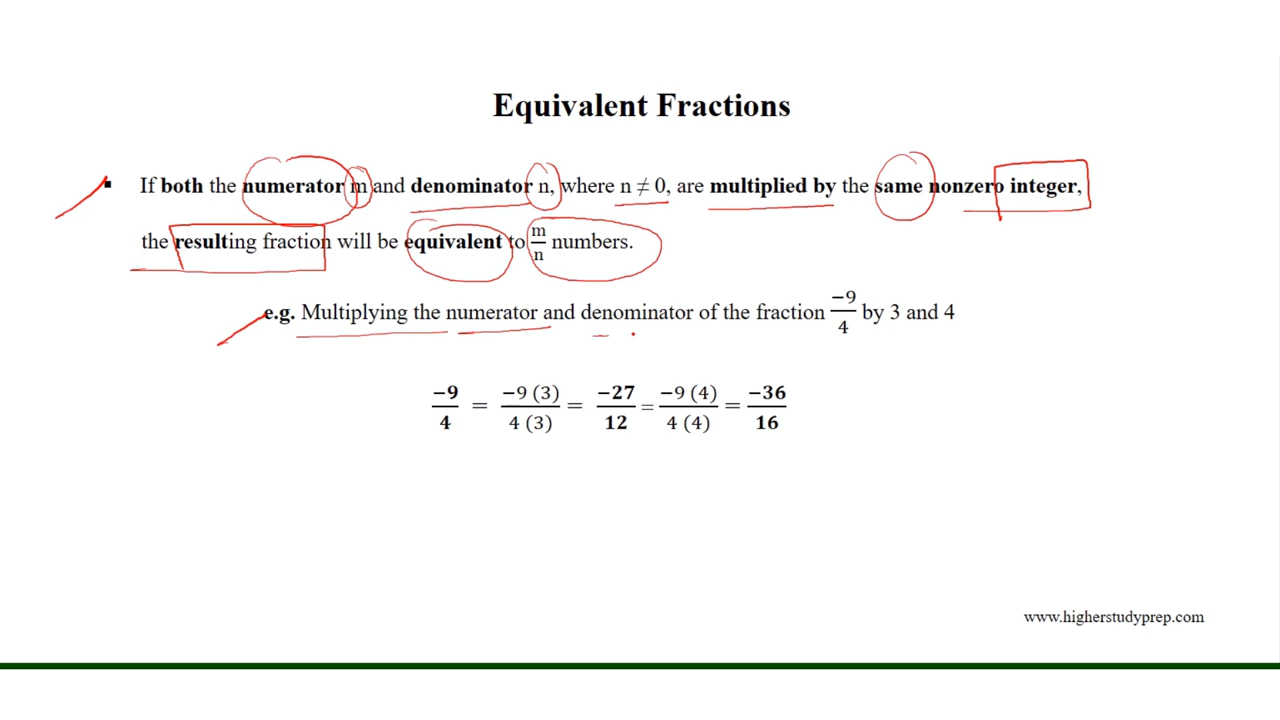 Equivalent Fractions
▪ If both the numerator m and denominator n, where n ≠ 0, are multiplied by the same nonzero integer,
the resulting fraction will be equivalent to m/n numbers.
e.g. Multiplying the numerator and denominator of the fraction −9/4 by 3 and 4
−9/4 = −9 (3)/4 (3) = −27/12 = −9 (4)/4 (4) = −36/16
www.higherstudyprep.com